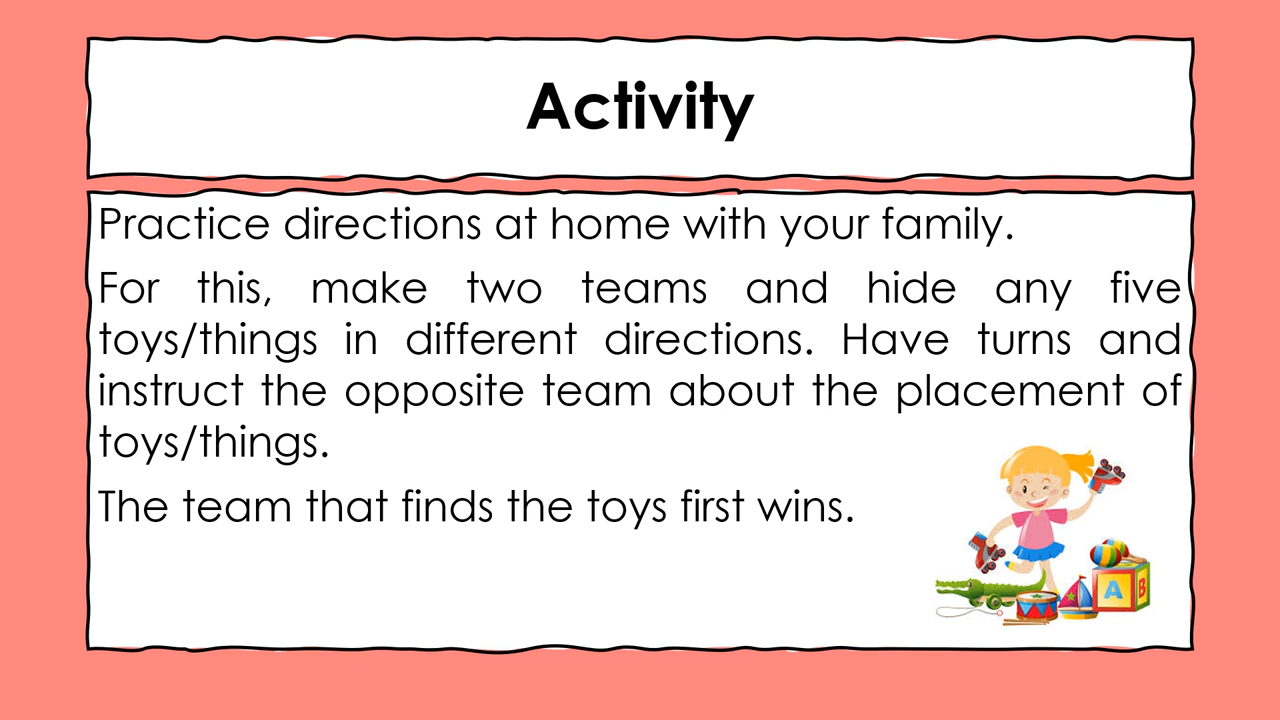 Activity
Practice directions at home with your family.
For this, make two teams and hide any five
toys/things in different directions. Have turns and
instruct the opposite team about the placement of
toys/things.
The team that finds the toys first wins.
A B